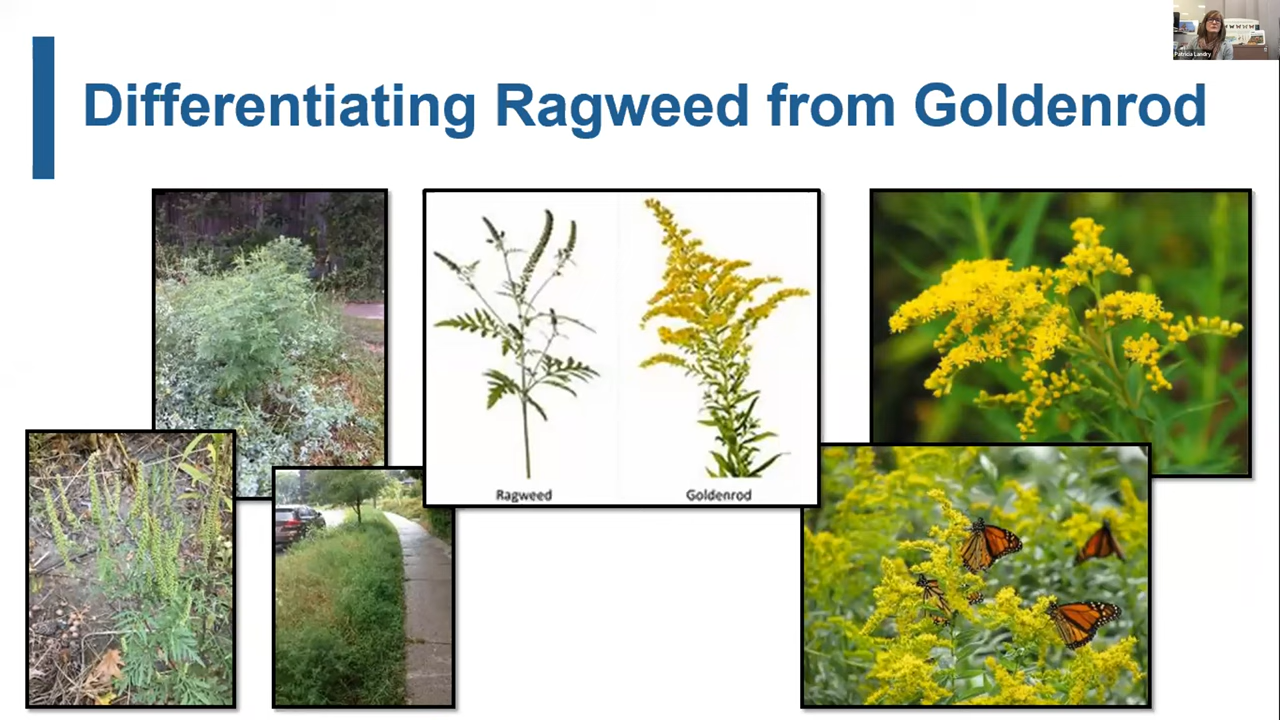 Patricia Landry
Differentiating Ragweed from Goldenrod
Ragweed
Goldenrod